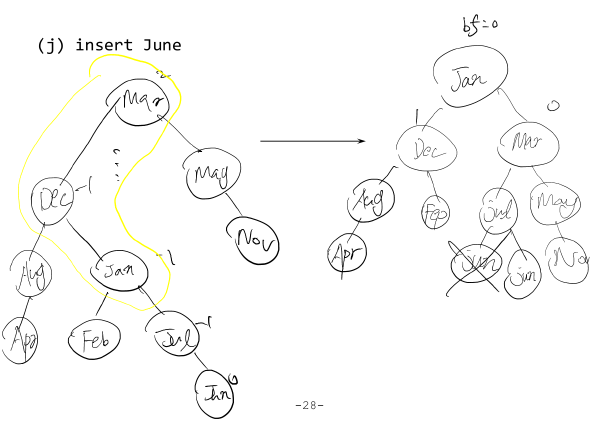 bf=0
(j) insert June
2
Mar
Jan
1
0
Dec
Mar
May
-1
Dec
Aug
Feb
Jul
May
Nov
-1
Jan
Apr
Jun
Jun
Nov
Aug
Apr
Feb
-1
Jul
0
Jun
-28-